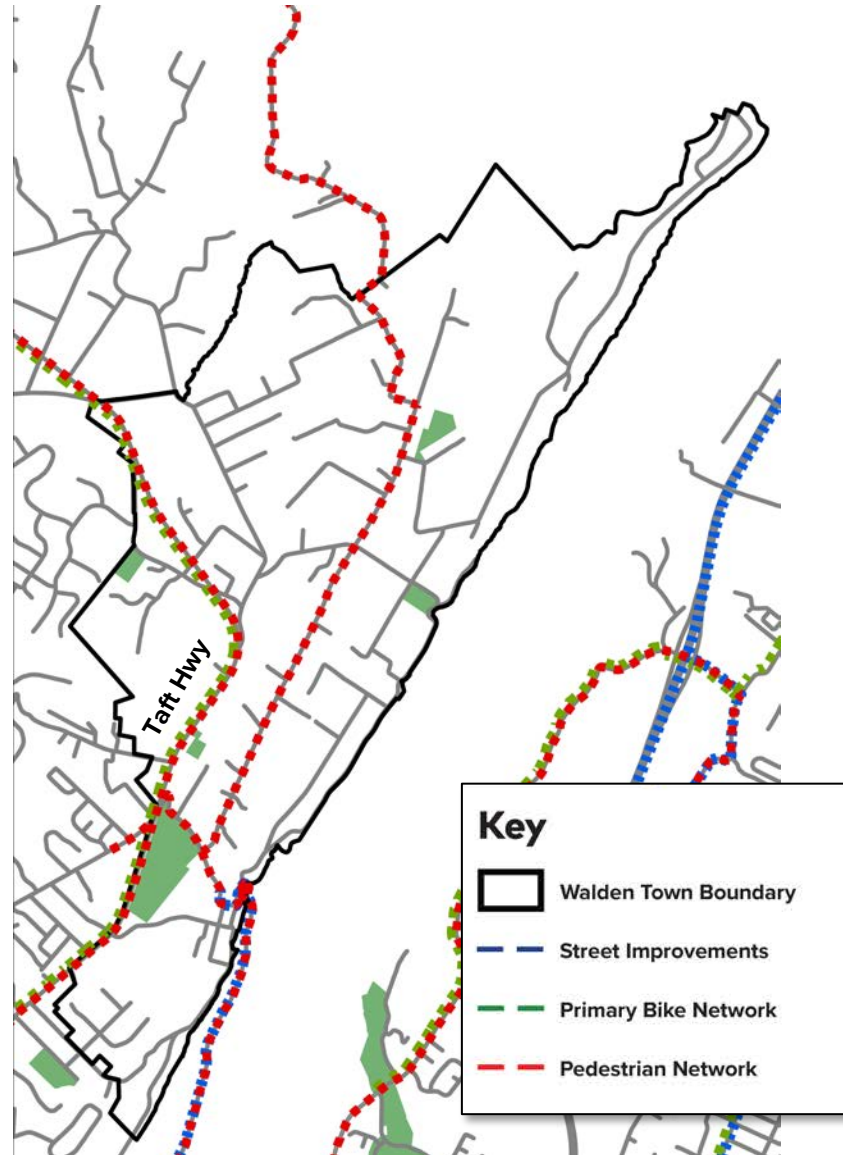 Taft Hwy
Key
Walden Town Boundary
Street Improvements
Primary Bike Network
Pedestrian Network